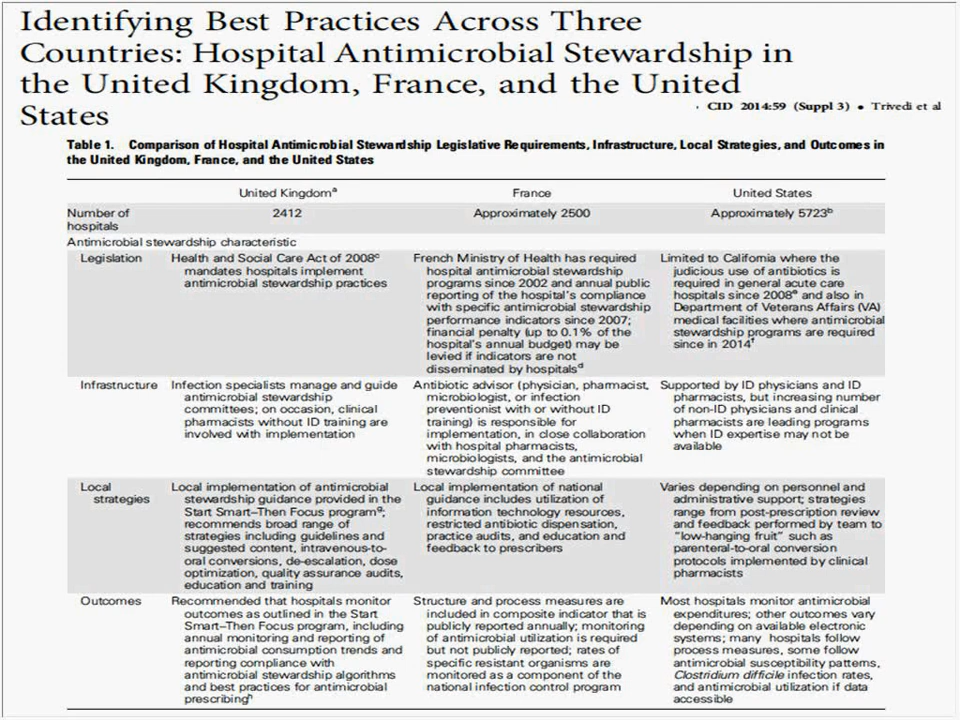 Identifying Best Practices Across Three
Countries: Hospital Antimicrobial Stewardship in
the United Kingdom, France, and the United
States
CID 2014:59 (Suppl 3) • Trivedi et al
Table 1. Comparison of Hospital Antimicrobial Stewardship Legislative Requirements, Infrastructure, Local Strategies, and Outcomes in
the United Kingdom, France, and the United States
United Kingdomᵃ France United States
Number of
hospitals
2412
Approximately 2500
Approximately 5723ᵇ
Antimicrobial stewardship characteristic
Legislation
Health and Social Care Act of 2008ᶜ
mandates hospitals implement
antimicrobial stewardship practices
French Ministry of Health has required
hospital antimicrobial stewardship
programs since 2002 and annual public
reporting of the hospital's compliance
with specific antimicrobial stewardship
performance indicators since 2007;
financial penalty (up to 0.1% of the
hospital's annual budget) may be
levied if indicators are not
disseminated by hospitalsᵈ
Limited to California where the
judicious use of antibiotics is
required in general acute care
hospitals since 2008ᵉ and also in
Department of Veterans Affairs (VA)
medical facilities where antimicrobial
stewardship programs are required
since in 2014ᶠ
Infrastructure
Infection specialists manage and guide
antimicrobial stewardship
committees; on occasion, clinical
pharmacists without ID training are
involved with implementation
Antibiotic advisor (physician, pharmacist,
microbiologist, or infection
preventionist with or without ID
training) is responsible for
implementation, in close collaboration
with hospital pharmacists,
microbiologists, and the antimicrobial
stewardship committee
Supported by ID physicians and ID
pharmacists, but increasing number
of non-ID physicians and clinical
pharmacists are leading programs
when ID expertise may not be
available
Local
strategies
Local implementation of antimicrobial
stewardship guidance provided in the
Start Smart–Then Focus programᵍ;
recommends broad range of
strategies including guidelines and
suggested content, intravenous-to-
oral conversions, de-escalation, dose
optimization, quality assurance audits,
education and training
Local implementation of national
guidance includes utilization of
information technology resources,
restricted antibiotic dispensation,
practice audits, and education and
feedback to prescribers
Varies depending on personnel and
administrative support; strategies
range from post-prescription review
and feedback performed by team to
"low-hanging fruit" such as
parenteral-to-oral conversion
protocols implemented by clinical
pharmacists
Outcomes
Recommended that hospitals monitor
outcomes as outlined in the Start
Smart–Then Focus program, including
annual monitoring and reporting of
antimicrobial consumption trends and
reporting compliance with
antimicrobial stewardship algorithms
and best practices for antimicrobial
prescribingʰ
Structure and process measures are
included in composite indicator that is
publicly reported annually; monitoring
of antimicrobial utilization is required
but not publicly reported; rates of
specific resistant organisms are
monitored as a component of the
national infection control program
Most hospitals monitor antimicrobial
expenditures; other outcomes vary
depending on available electronic
systems; many hospitals follow
process measures, some follow
antimicrobial susceptibility patterns,
Clostridium difficile infection rates,
and antimicrobial utilization if data
accessible